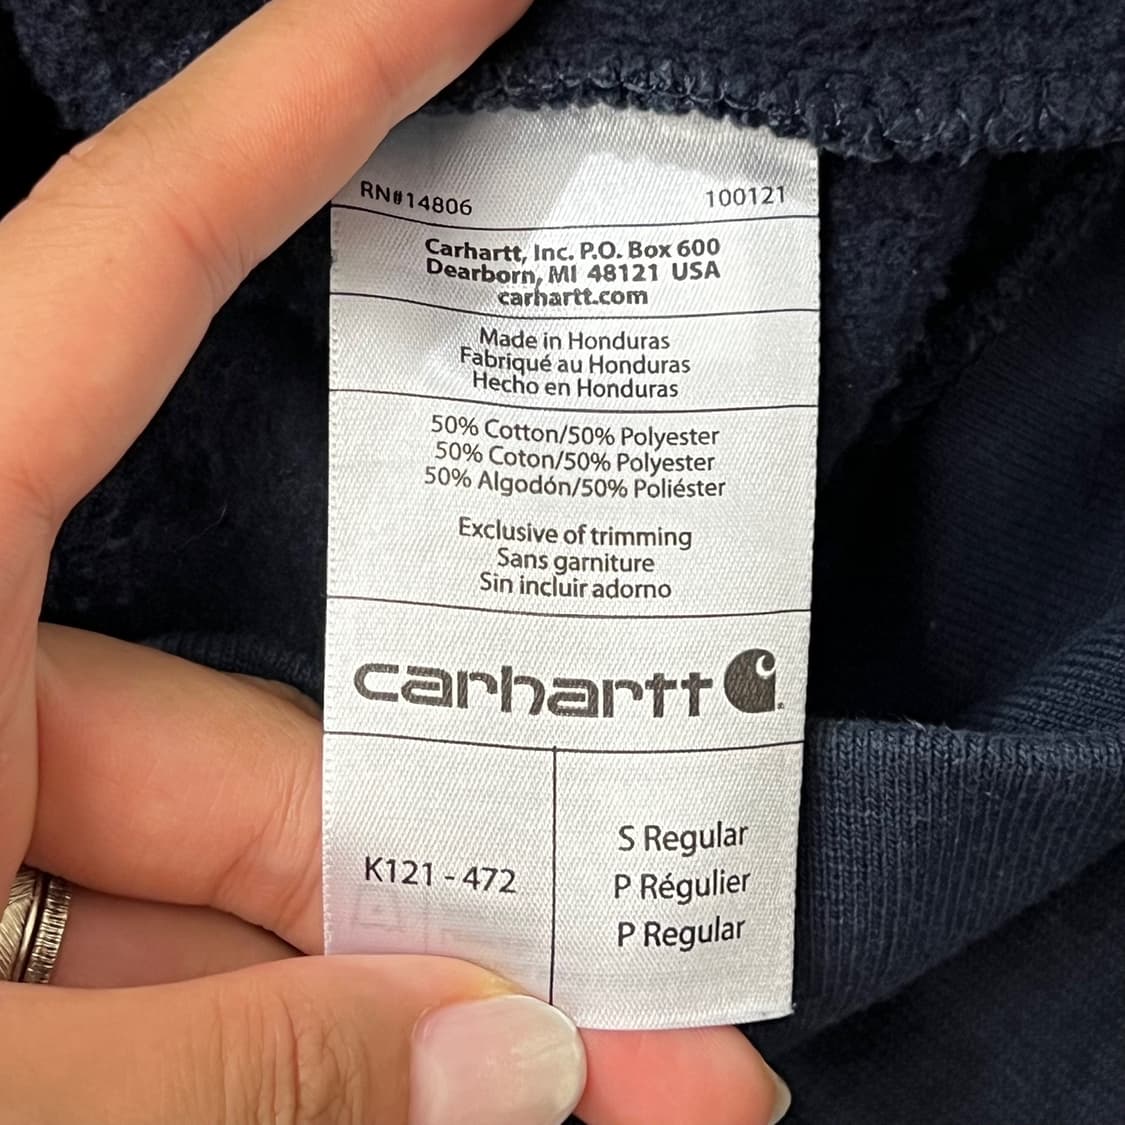 RN#14806 100121
Carhartt, Inc. P.O. Box 600
Dearborn, MI 48121 USA
carhartt.com
Made in Honduras
Fabriqué au Honduras
Hecho en Honduras
50% Cotton/50% Polyester
50% Coton/50% Polyester
50% Algodón/50% Poliéster
Exclusive of trimming
Sans garniture
Sin incluir adorno
carhartt
K121 - 472
S Regular
P Régulier
P Regular